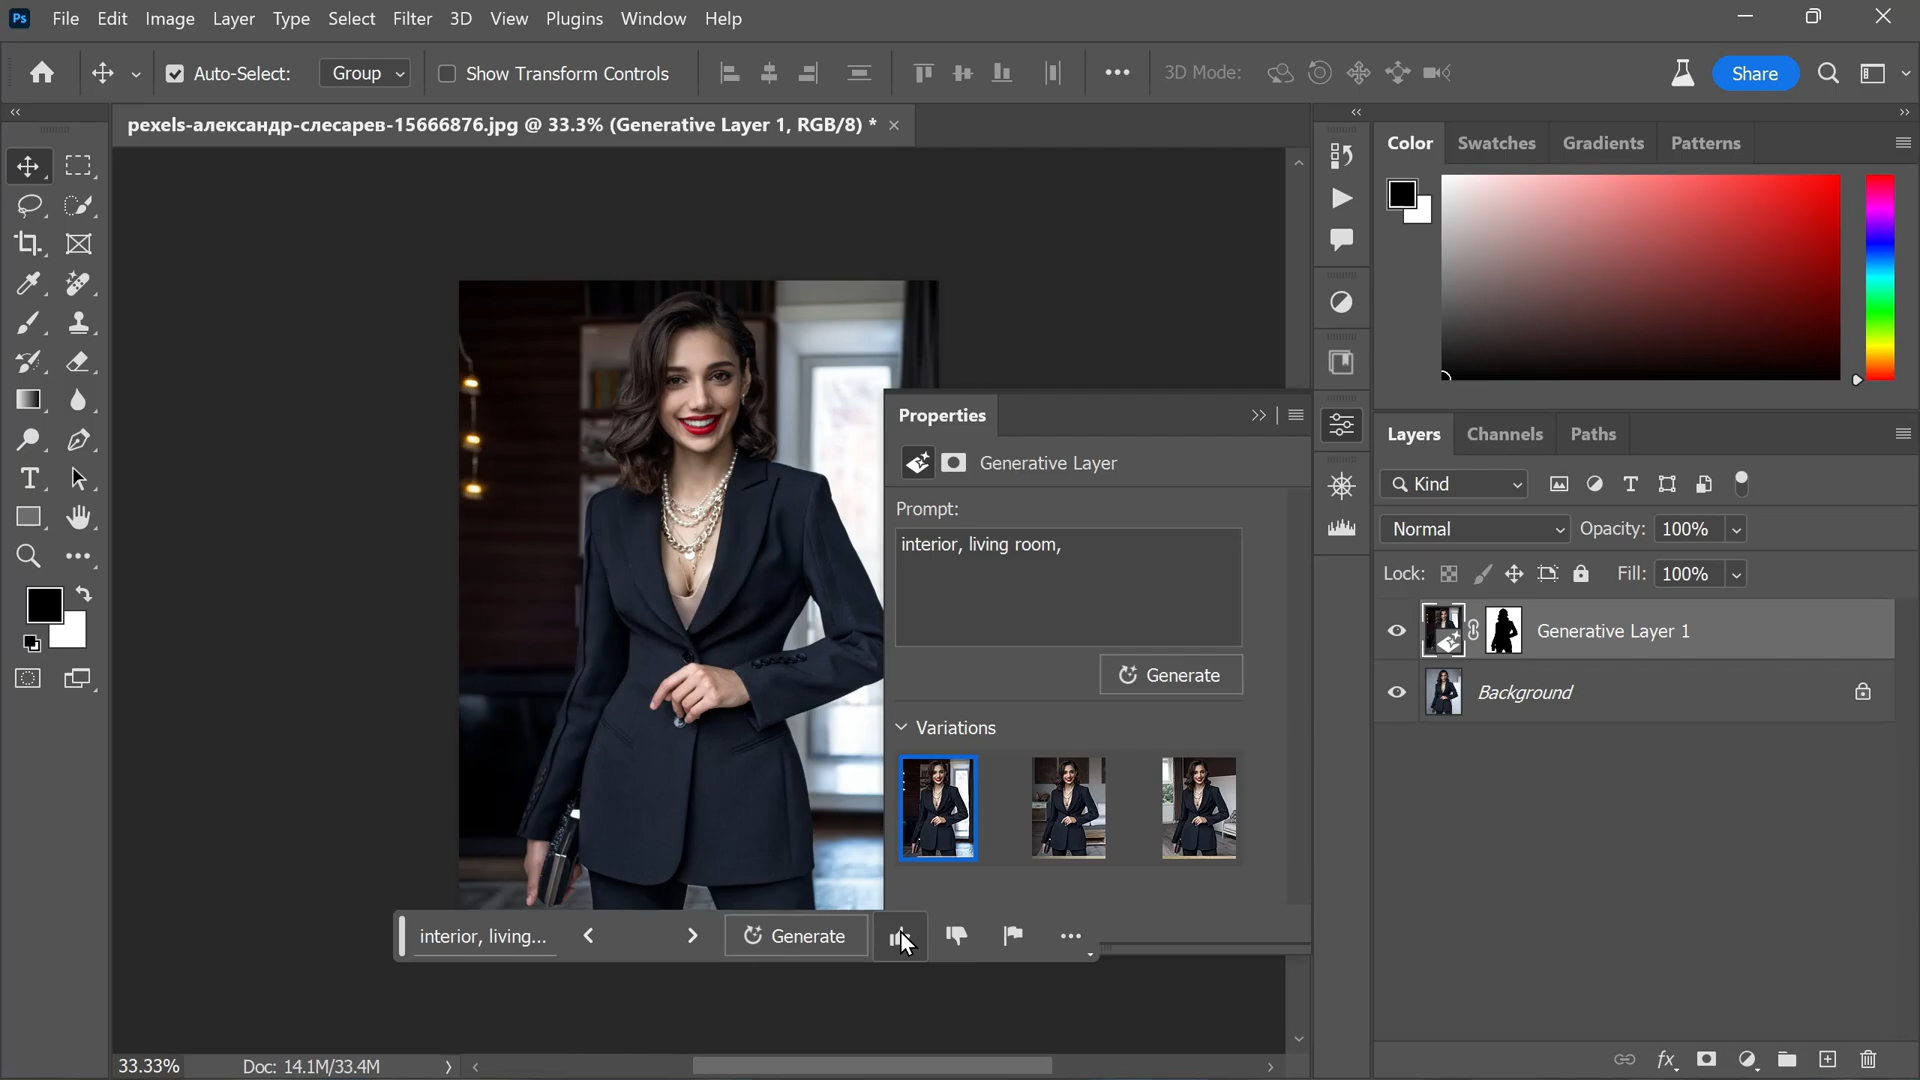 Ps File Edit Image Layer Type Select Filter 3D View Plugins Window Help
Auto-Select: Group Show Transform Controls 3D Mode: Share
pexels-александр-слесарев-15666876.jpg @ 33.3% (Generative Layer 1, RGB/8) *
Color Swatches Gradients Patterns
Properties
Generative Layer
Prompt:
interior, living room,
Generate
Variations
interior, living... Generate
Layers Channels Paths
Kind
Normal Opacity: 100%
Lock: Fill: 100%
Generative Layer 1
Background
fx
33.33% Doc: 14.1M/33.4M